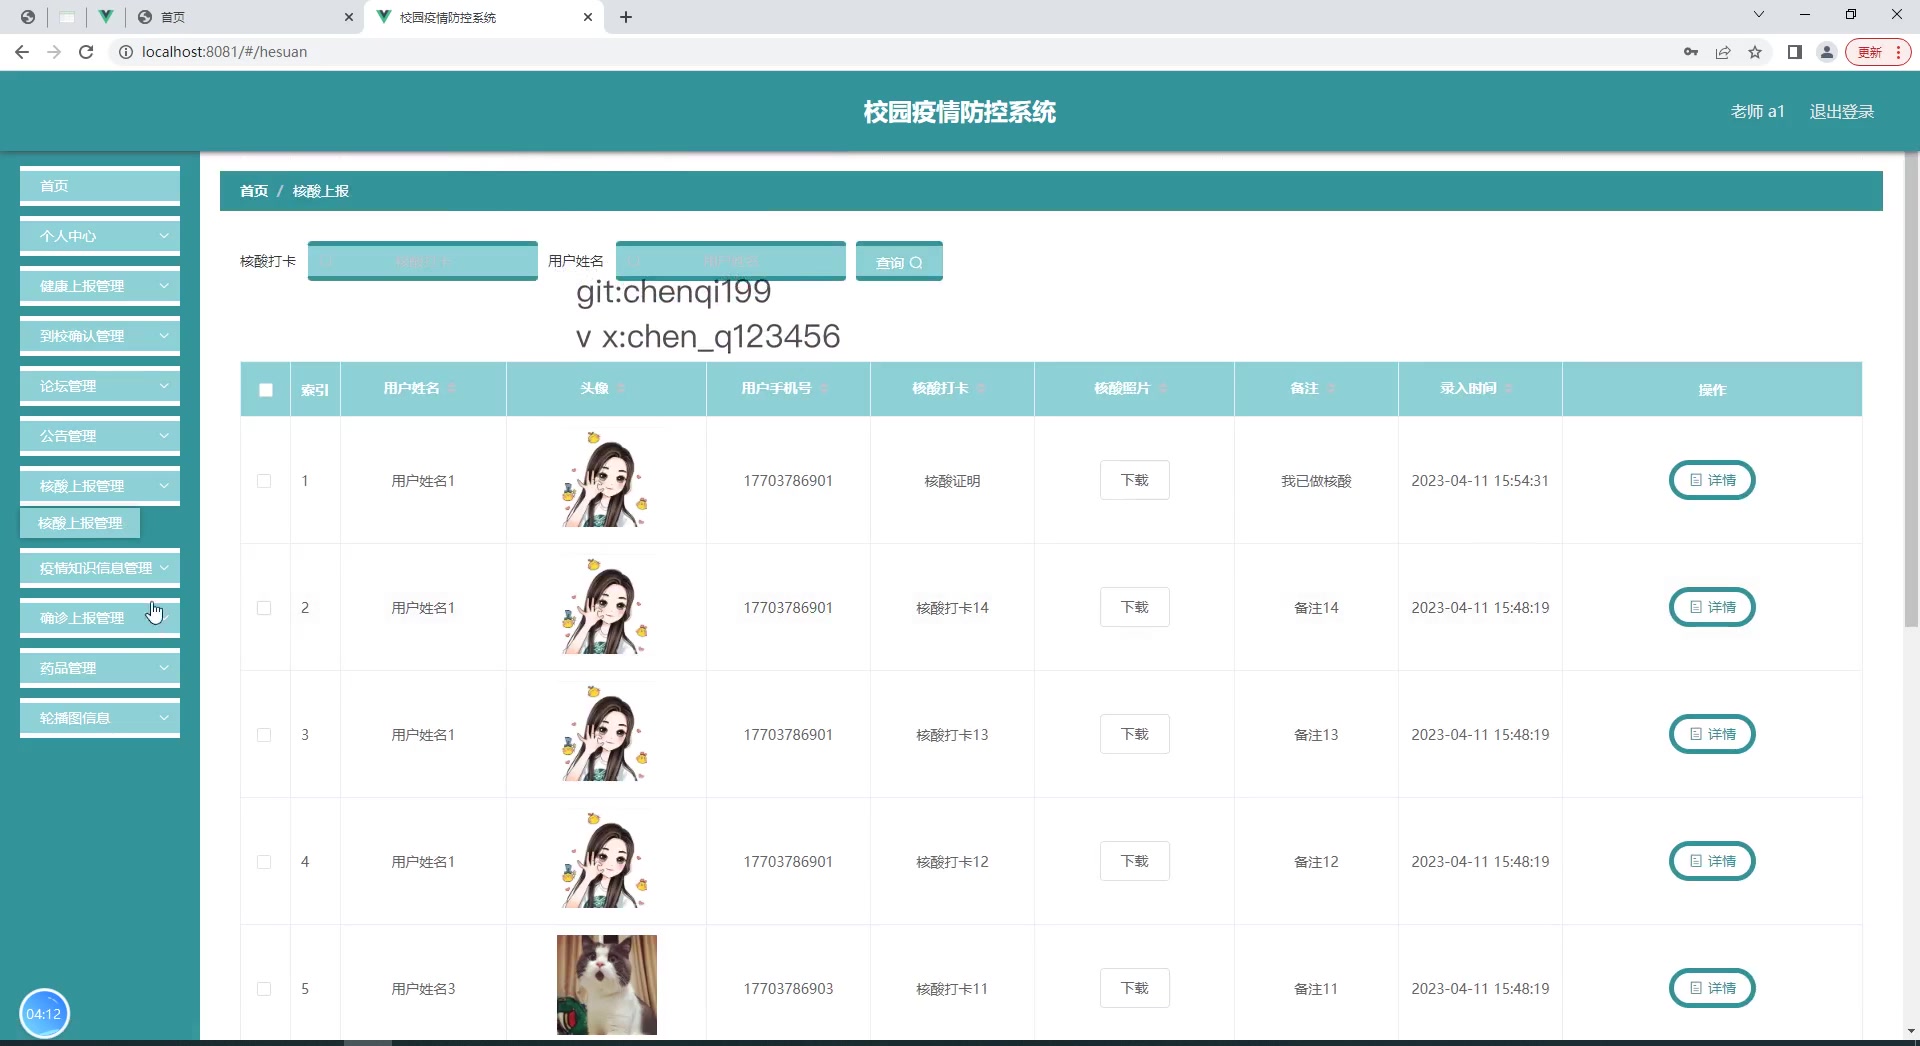 首页
校园疫情防控系统
localhost:8081/#/hesuan
更新
校园疫情防控系统
老师 a1 退出登录
首页
个人中心
健康上报管理
到校确认管理
论坛管理
公告管理
核酸上报管理
核酸上报管理
疫情知识信息管理
确诊上报管理
药品管理
轮播图信息
04:12
首页 / 核酸上报
核酸打卡 核酸打卡 用户姓名 用户姓名 查询
git:chenqi199
v x:chen_q123456
索引 用户姓名 头像 用户手机号 核酸打卡 核酸照片 备注 录入时间 操作
1 用户姓名1 17703786901 核酸证明 下载 我已做核酸 2023-04-11 15:54:31 详情
2 用户姓名1 17703786901 核酸打卡14 下载 备注14 2023-04-11 15:48:19 详情
3 用户姓名1 17703786901 核酸打卡13 下载 备注13 2023-04-11 15:48:19 详情
4 用户姓名1 17703786901 核酸打卡12 下载 备注12 2023-04-11 15:48:19 详情
5 用户姓名3 17703786903 核酸打卡11 下载 备注11 2023-04-11 15:48:19 详情